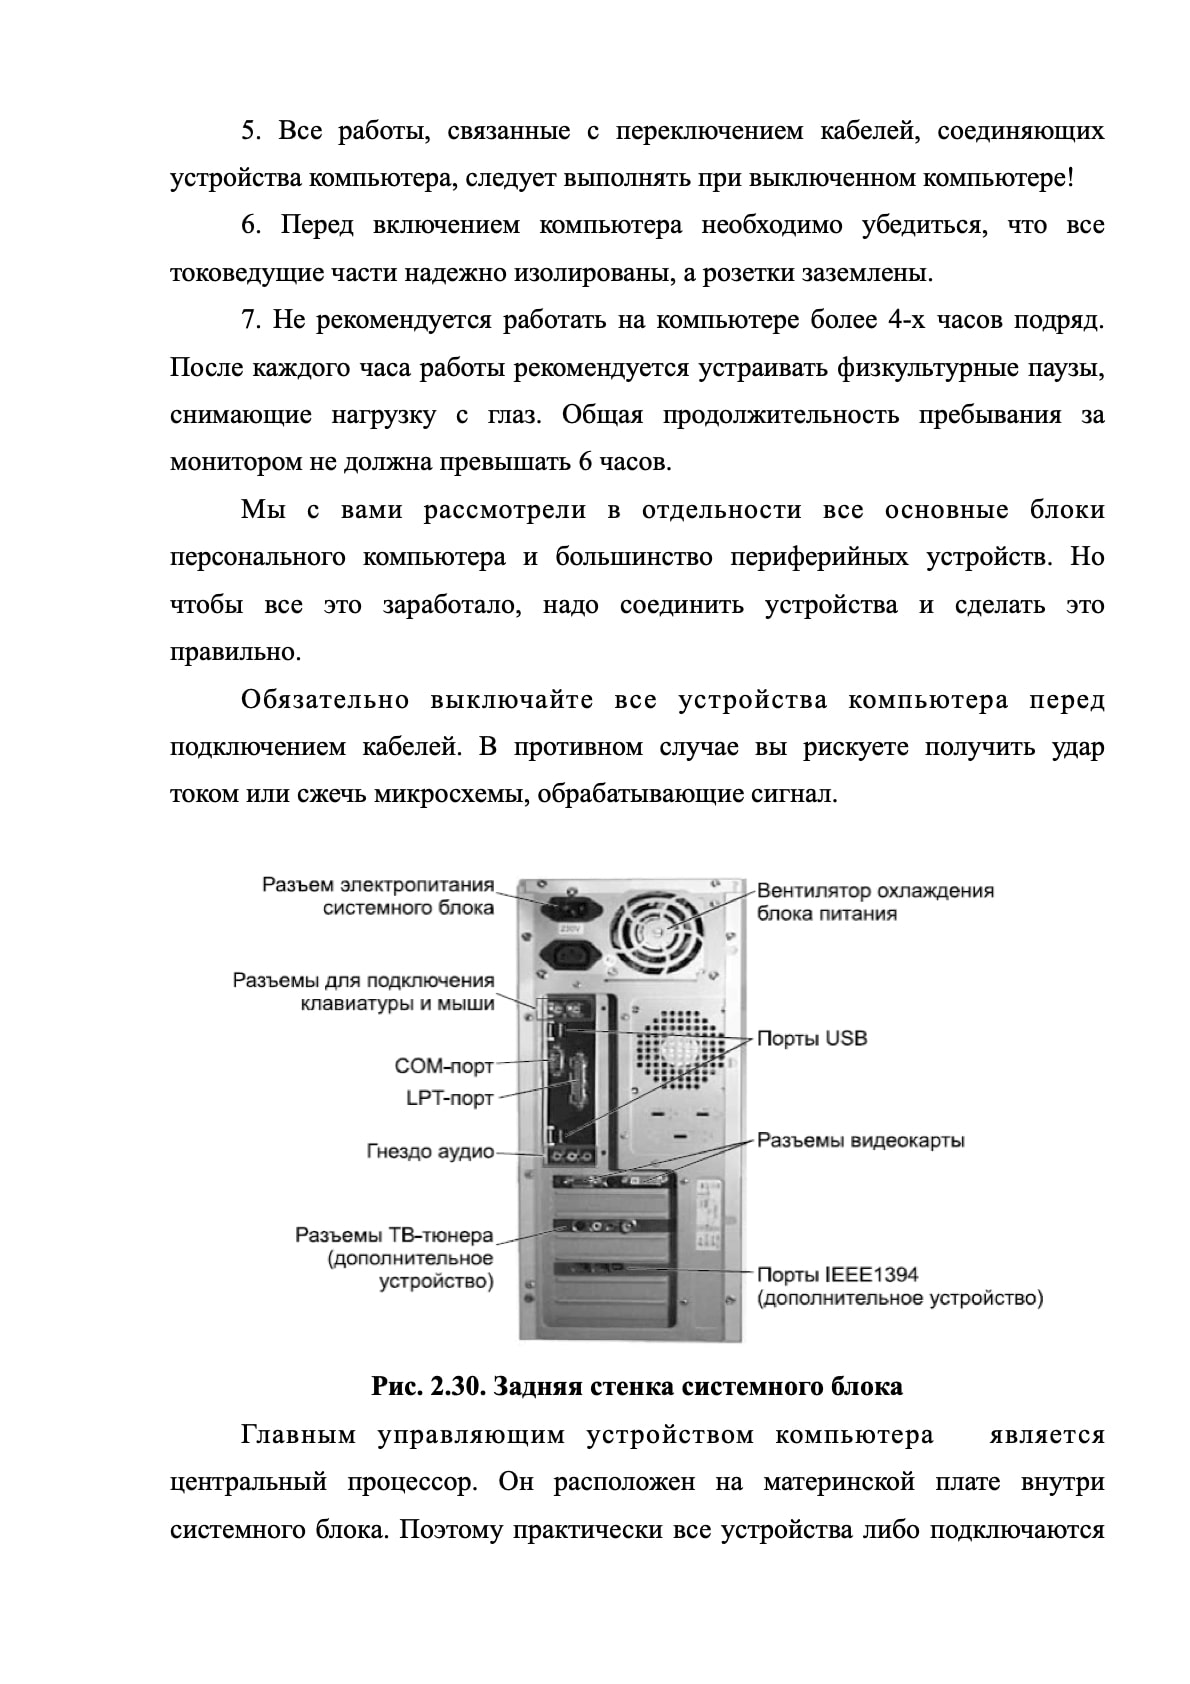 5. Все работы, связанные с переключением кабелей, соединяющих
устройства компьютера, следует выполнять при выключенном компьютере!
6. Перед включением компьютера необходимо убедиться, что все
токоведущие части надежно изолированы, а розетки заземлены.
7. Не рекомендуется работать на компьютере более 4-х часов подряд.
После каждого часа работы рекомендуется устраивать физкультурные паузы,
снимающие нагрузку с глаз. Общая продолжительность пребывания за
монитором не должна превышать 6 часов.
Мы с вами рассмотрели в отдельности все основные блоки
персонального компьютера и большинство периферийных устройств. Но
чтобы все это заработало, надо соединить устройства и сделать это
правильно.
Обязательно выключайте все устройства компьютера перед
подключением кабелей. В противном случае вы рискуете получить удар
током или сжечь микросхемы, обрабатывающие сигнал.
Разъем электропитания
системного блока
Вентилятор охлаждения
блока питания
230V
Разъемы для подключения
клавиатуры и мыши
Порты USB
COM-порт
LPT-порт
Гнездо аудио
Разъемы видеокарты
Разъемы ТВ-тюнера
(дополнительное
устройство)
Порты IEEE1394
(дополнительное устройство)
Рис. 2.30. Задняя стенка системного блока
Главным управляющим устройством компьютера является
центральный процессор. Он расположен на материнской плате внутри
системного блока. Поэтому практически все устройства либо подключаются